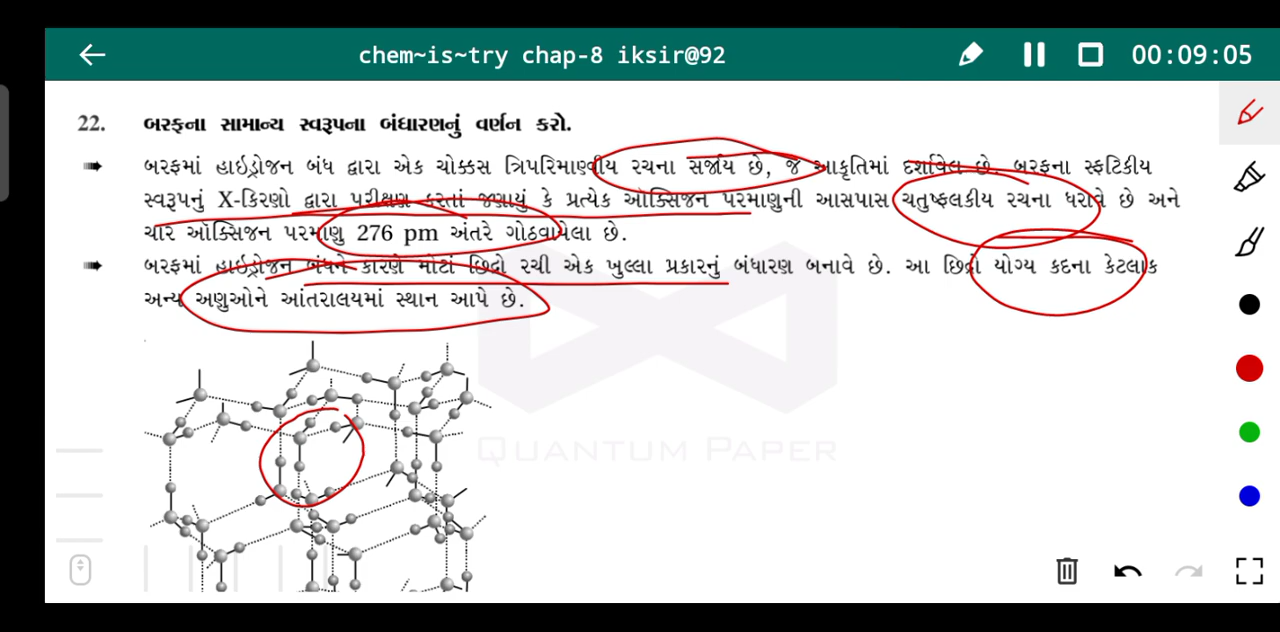 chem~is~try chap-8 iksir@92
00:09:05
22. બરફના સામાન્ય સ્વરૂપના બંધારણનું વર્ણન કરો.
➠ બરફમાં હાઇડ્રોજન બંધ દ્વારા એક ચોક્કસ ત્રિપરિમાણીય રચના સર્જાય છે, જે આકૃતિમાં દર્શાવેલ છે. બરફના સ્ફટિકીય
સ્વરૂપનું X-કિરણો દ્વારા પરીક્ષણ કરતાં જણાયું કે પ્રત્યેક ઑક્સિજન પરમાણુની આસપાસ ચતુષ્ફલકીય રચના ધરાવે છે અને
ચાર ઑક્સિજન પરમાણુ 276 pm અંતરે ગોઠવાયેલા છે.
➠ બરફમાં હાઇડ્રોજન બંધને કારણે મોટાં છિદ્રો રચી એક ખુલ્લા પ્રકારનું બંધારણ બનાવે છે. આ છિદ્રો યોગ્ય કદના કેટલાક
અન્ય અણુઓને આંતરાલયમાં સ્થાન આપે છે.
QUANTUM PAPER